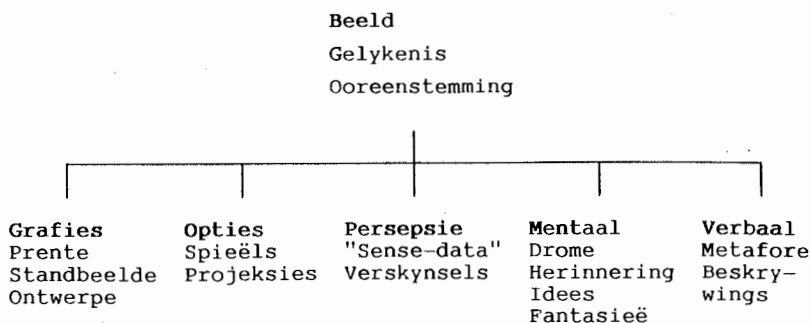 Beeld
Gelykenis
Ooreenstemming
Grafies
Prente
Standbeelde
Ontwerpe
Opties
Spieëls
Projeksies
Persepsie
"Sense-data"
Verskynsels
Mentaal
Drome
Herinnering
Idees
Fantasieë
Verbaal
Metafore
Beskry-
wings